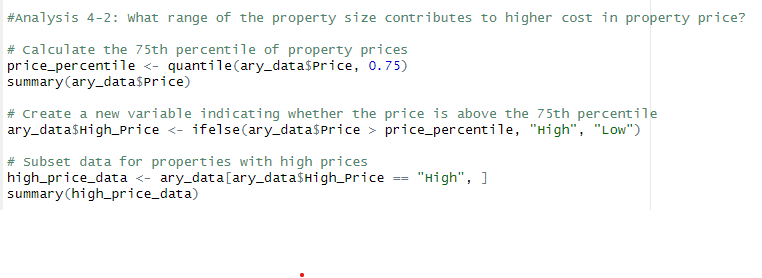 #Analysis 4-2: What range of the property size contributes to higher cost in property price?
# Calculate the 75th percentile of property prices
price_percentile <- quantile(ary_data$Price, 0.75)
summary(ary_data$Price)
# Create a new variable indicating whether the price is above the 75th percentile
ary_data$High_Price <- ifelse(ary_data$Price > price_percentile, "High", "Low")
# Subset data for properties with high prices
high_price_data <- ary_data[ary_data$High_Price == "High", ]
summary(high_price_data)